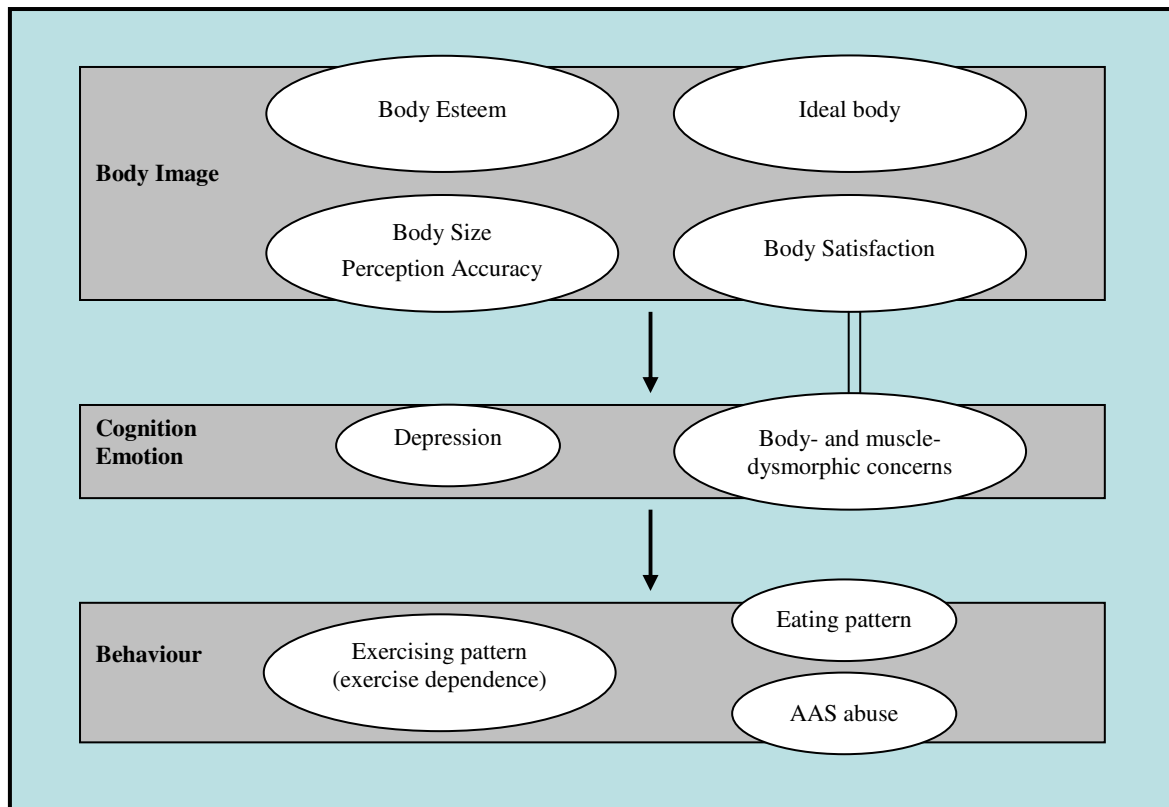 Body Esteem
Ideal body
Body Image
Body Size
Perception Accuracy
Body Satisfaction
Cognition
Emotion
Depression
Body- and muscle-
dysmorphic concerns
Behaviour
Exercising pattern
(exercise dependence)
Eating pattern
AAS abuse